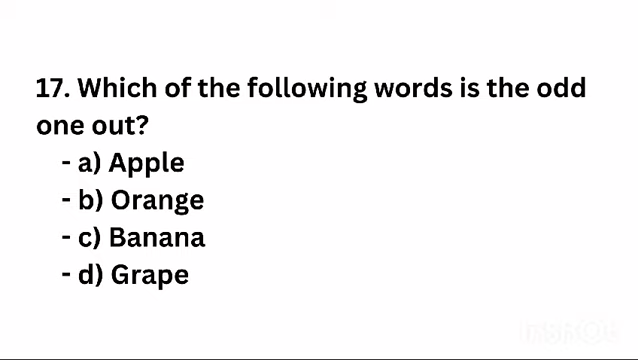 17. Which of the following words is the odd
one out?
- a) Apple
- b) Orange
- c) Banana
- d) Grape